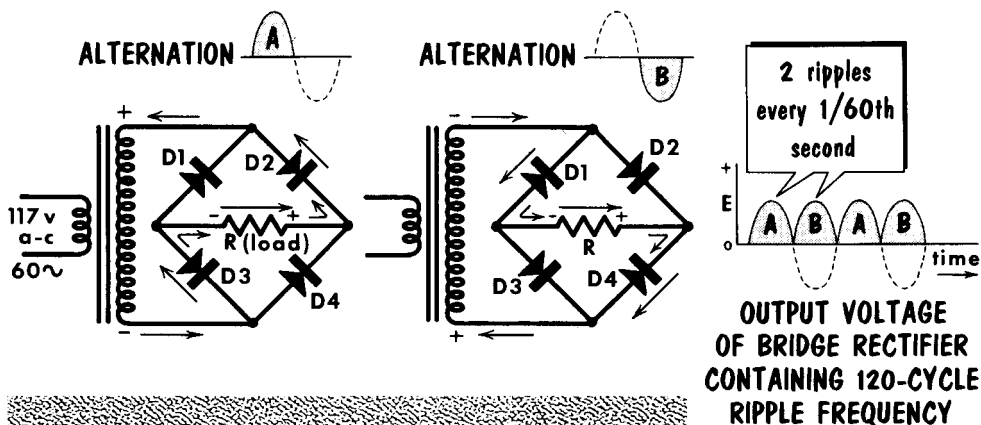 ALTERNATION
A
+
D1
D2
- +
R (load)
117 v
a-c
60~
D3
D4
-
ALTERNATION
B
-
D1
D2
- +
R
D3
D4
+
2 ripples
every 1/60th
second
+
E
0
A B A B
time
OUTPUT VOLTAGE
OF BRIDGE RECTIFIER
CONTAINING 120-CYCLE
RIPPLE FREQUENCY